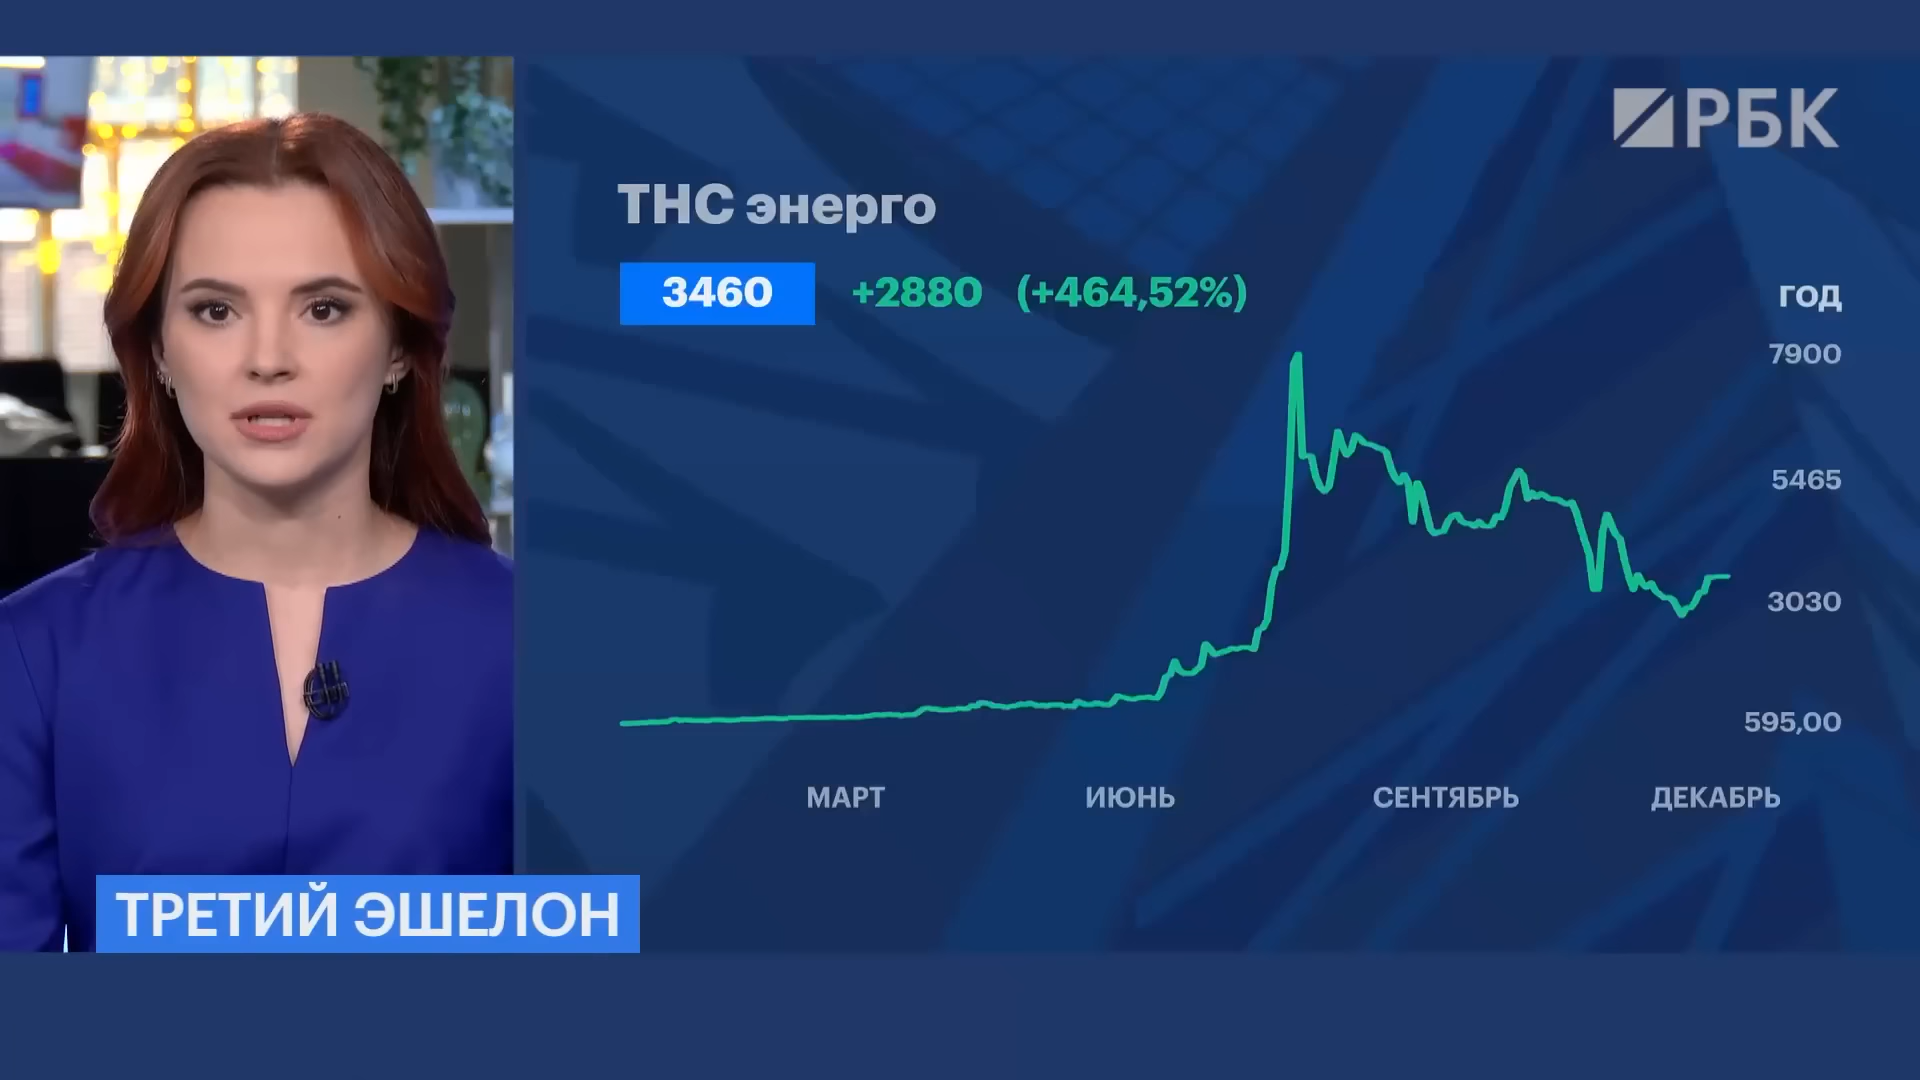 РБК
ТНС энерго
3460 +2880 (+464,52%)
год
7900
5465
3030
595,00
МАРТ ИЮНЬ СЕНТЯБРЬ ДЕКАБРЬ
ТРЕТИЙ ЭШЕЛОН